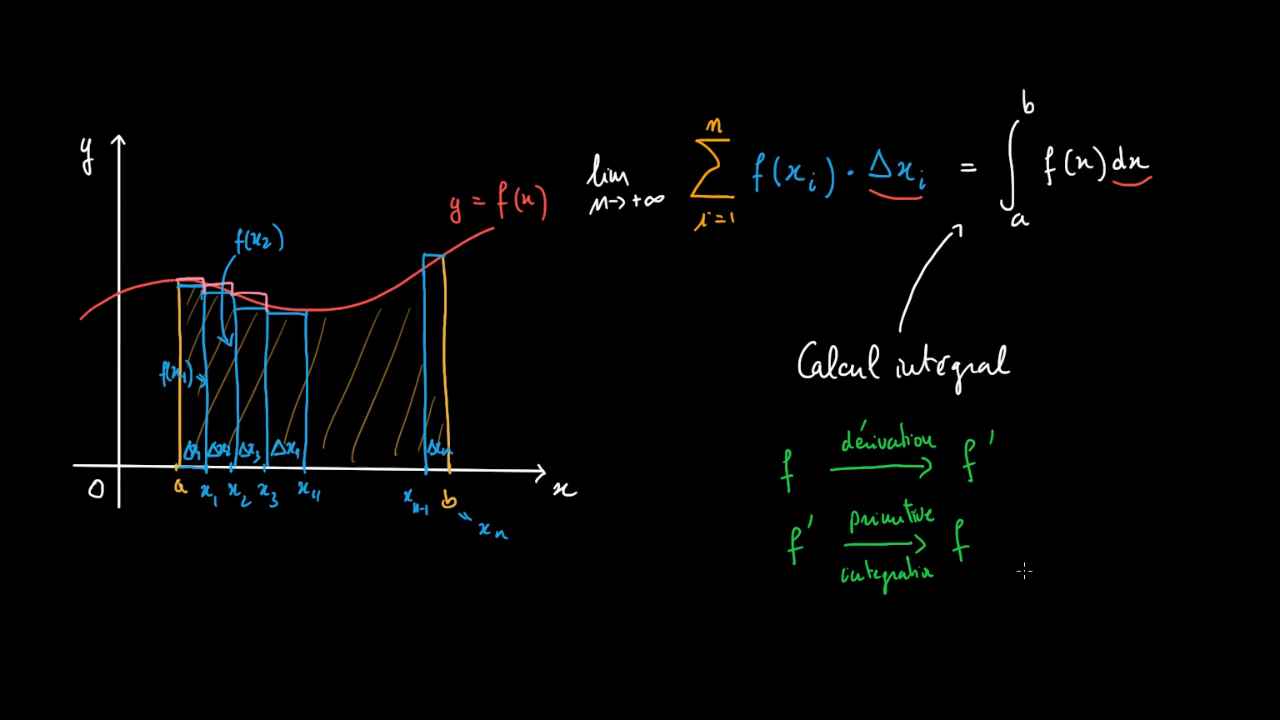 y
y = f(x)
f(x₂)
f(x₁)
Δx₁ Δx₂ Δx₃ Δx₄ Δxₙ
0 a x₁ x₂ x₃ x₄ xₙ₋₁ b x
= xₙ
lim n→+∞ ∑ i=1 n f(xᵢ) · Δxᵢ = ∫ a b f(x) dx
Calcul intégral
f dérivation → f'
f' primitive → f
intégration